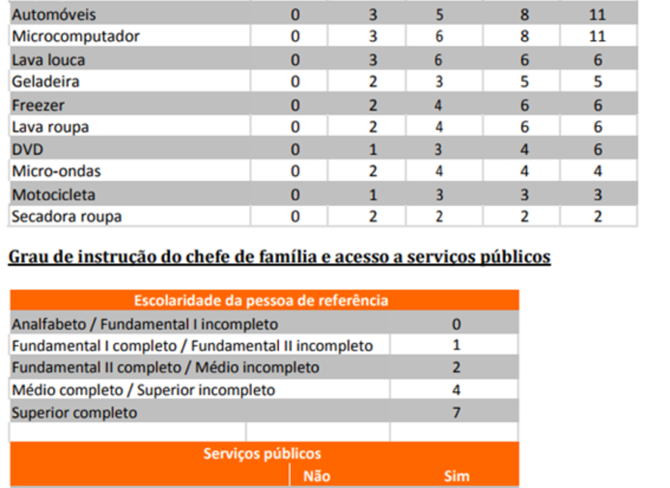 Automóveis 0 3 5 8 11
Microcomputador 0 3 6 8 11
Lava louca 0 3 6 6 6
Geladeira 0 2 3 5 5
Freezer 0 2 4 6 6
Lava roupa 0 2 4 6 6
DVD 0 1 3 4 6
Micro-ondas 0 2 4 4 4
Motocicleta 0 1 3 3 3
Secadora roupa 0 2 2 2 2
Grau de instrução do chefe de família e acesso a serviços públicos
Escolaridade da pessoa de referência
Analfabeto / Fundamental I incompleto 0
Fundamental I completo / Fundamental II incompleto 1
Fundamental II completo / Médio incompleto 2
Médio completo / Superior incompleto 4
Superior completo 7
Serviços públicos
Não Sim